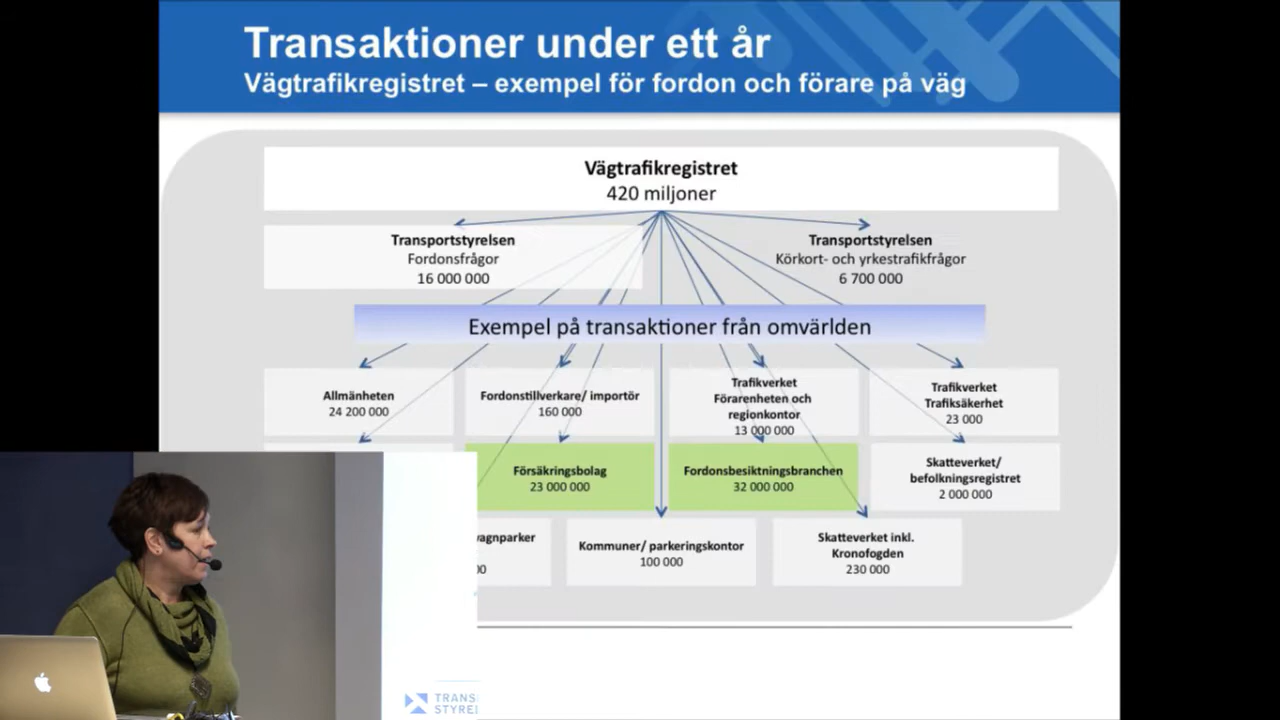 Transaktioner under ett år
Vägtrafikregistret – exempel för fordon och förare på väg
Vägtrafikregistret
420 miljoner
Transportstyrelsen
Fordonsfrågor
16 000 000
Transportstyrelsen
Körkort- och yrkestrafikfrågor
6 700 000
Exempel på transaktioner från omvärlden
Allmänheten
24 200 000
Fordonstillverkare/ importör
160 000
Trafikverket
Förarenheten och
regionkontor
13 000 000
Trafikverket
Trafiksäkerhet
23 000
Försäkringsbolag
23 000 000
Fordonsbesiktningsbranchen
32 000 000
Skatteverket/
befolkningsregistret
2 000 000
Kommuner/ parkeringskontor
100 000
Skatteverket inkl.
Kronofogden
230 000